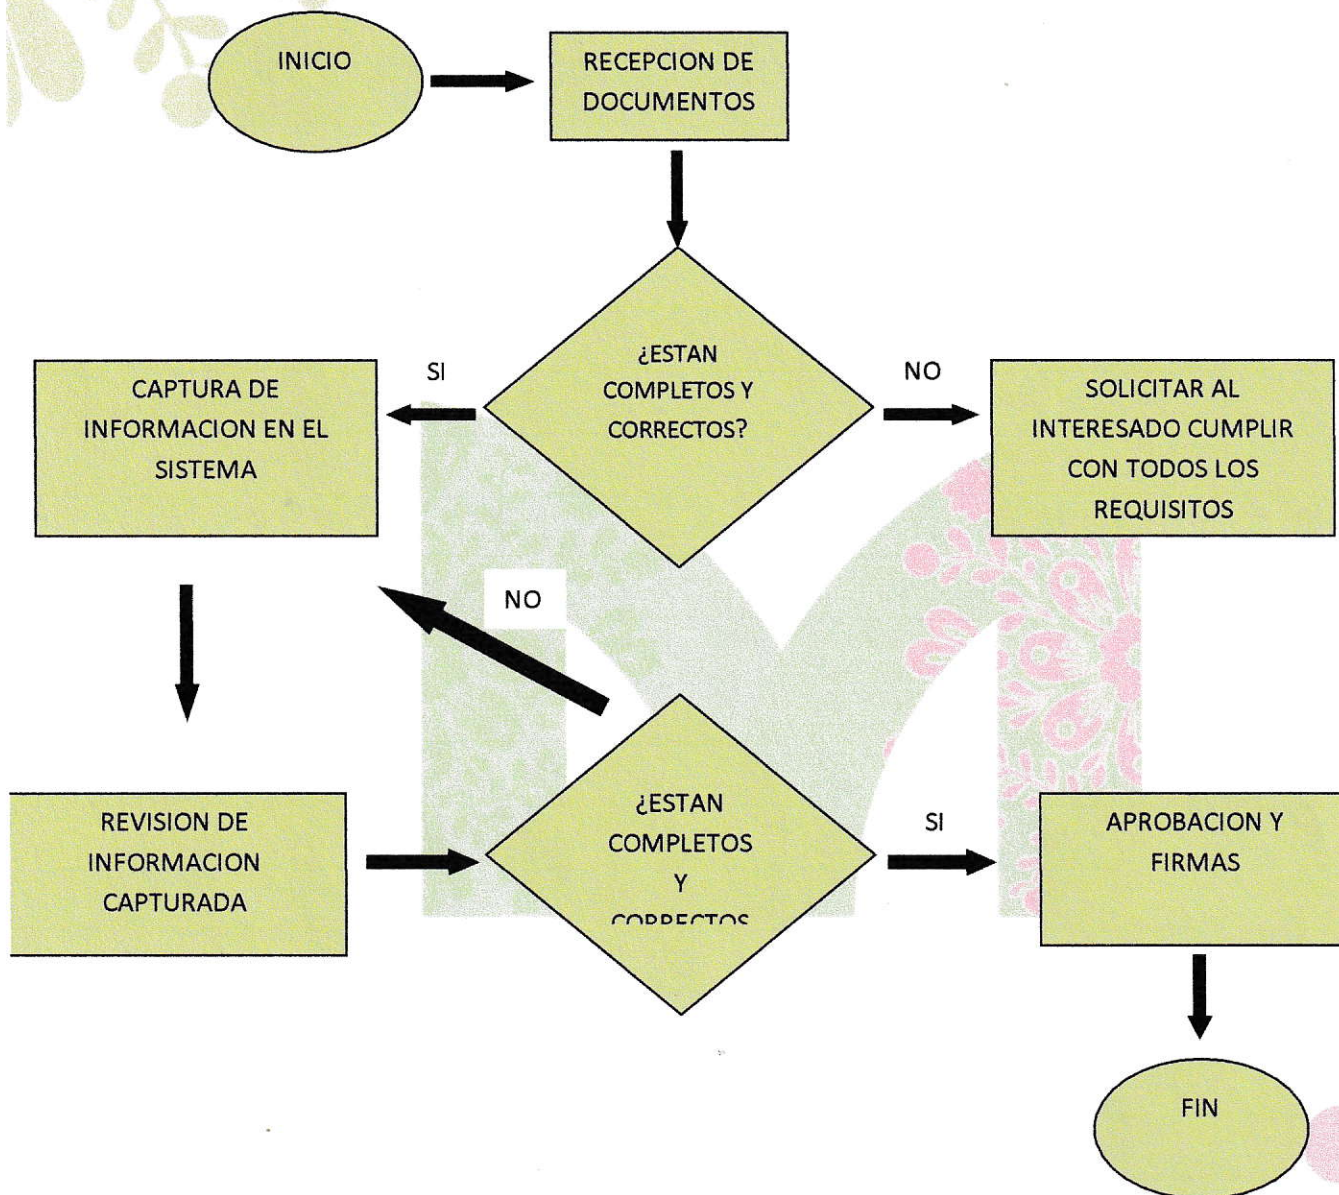 INICIO
RECEPCION DE
DOCUMENTOS
¿ESTAN
COMPLETOS Y
CORRECTOS?
SI
NO
CAPTURA DE
INFORMACION EN EL
SISTEMA
SOLICITAR AL
INTERESADO CUMPLIR
CON TODOS LOS
REQUISITOS
NO
REVISION DE
INFORMACION
CAPTURADA
¿ESTAN
COMPLETOS
Y
CORRECTOS
SI
APROBACION Y
FIRMAS
FIN